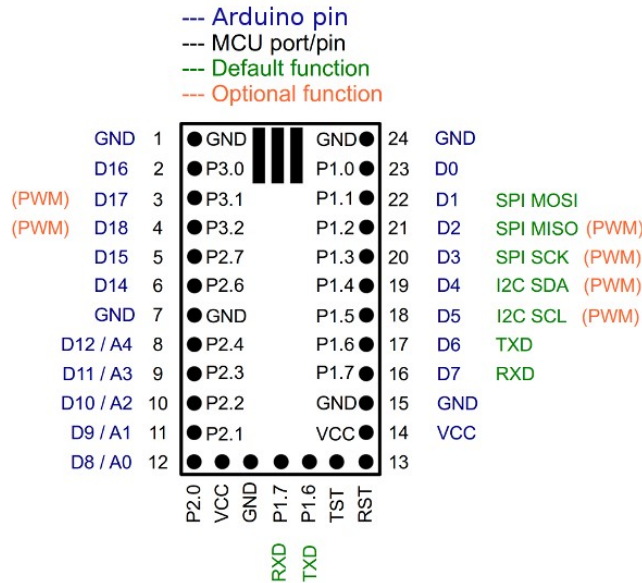 --- Arduino pin
--- MCU port/pin
--- Default function
--- Optional function
GND 1 GND GND 24 GND
D16 2 P3.0 P1.0 23 D0
(PWM) D17 3 P3.1 P1.1 22 D1 SPI MOSI
(PWM) D18 4 P3.2 P1.2 21 D2 SPI MISO (PWM)
D15 5 P2.7 P1.3 20 D3 SPI SCK (PWM)
D14 6 P2.6 P1.4 19 D4 I2C SDA (PWM)
GND 7 GND P1.5 18 D5 I2C SCL (PWM)
D12 / A4 8 P2.4 P1.6 17 D6 TXD
D11 / A3 9 P2.3 P1.7 16 D7 RXD
D10 / A2 10 P2.2 GND 15 GND
D9 / A1 11 P2.1 VCC 14 VCC
D8 / A0 12 13
P2.0 VCC GND P1.7 P1.6 TST RST
RXD TXD